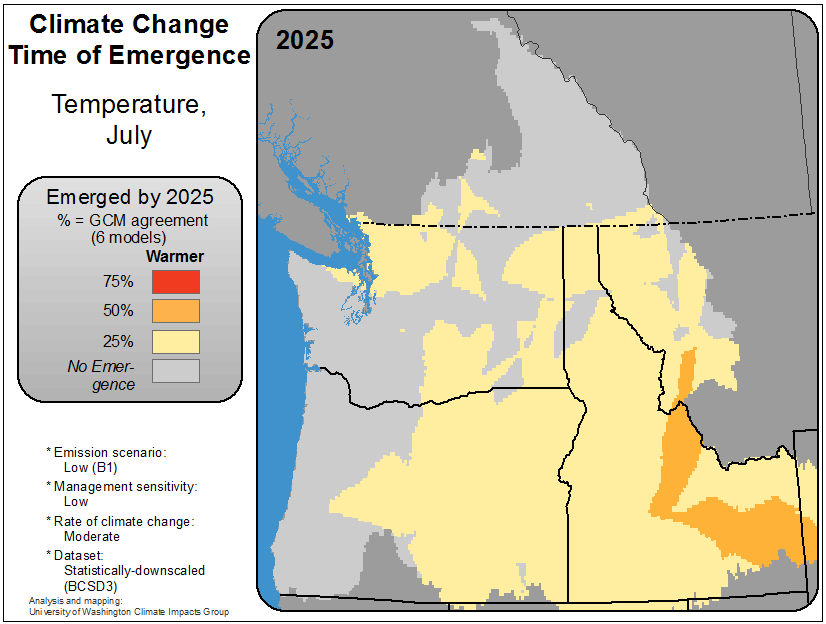 Climate Change
Time of Emergence
Temperature,
July
2025
Emerged by 2025
% = GCM agreement
(6 models)
Warmer
75%
50%
25%
No Emer-
gence
* Emission scenario:
Low (B1)
* Management sensitivity:
Low
* Rate of climate change:
Moderate
* Dataset:
Statistically-downscaled
(BCSD3)
Analysis and mapping:
University of Washington Climate Impacts Group